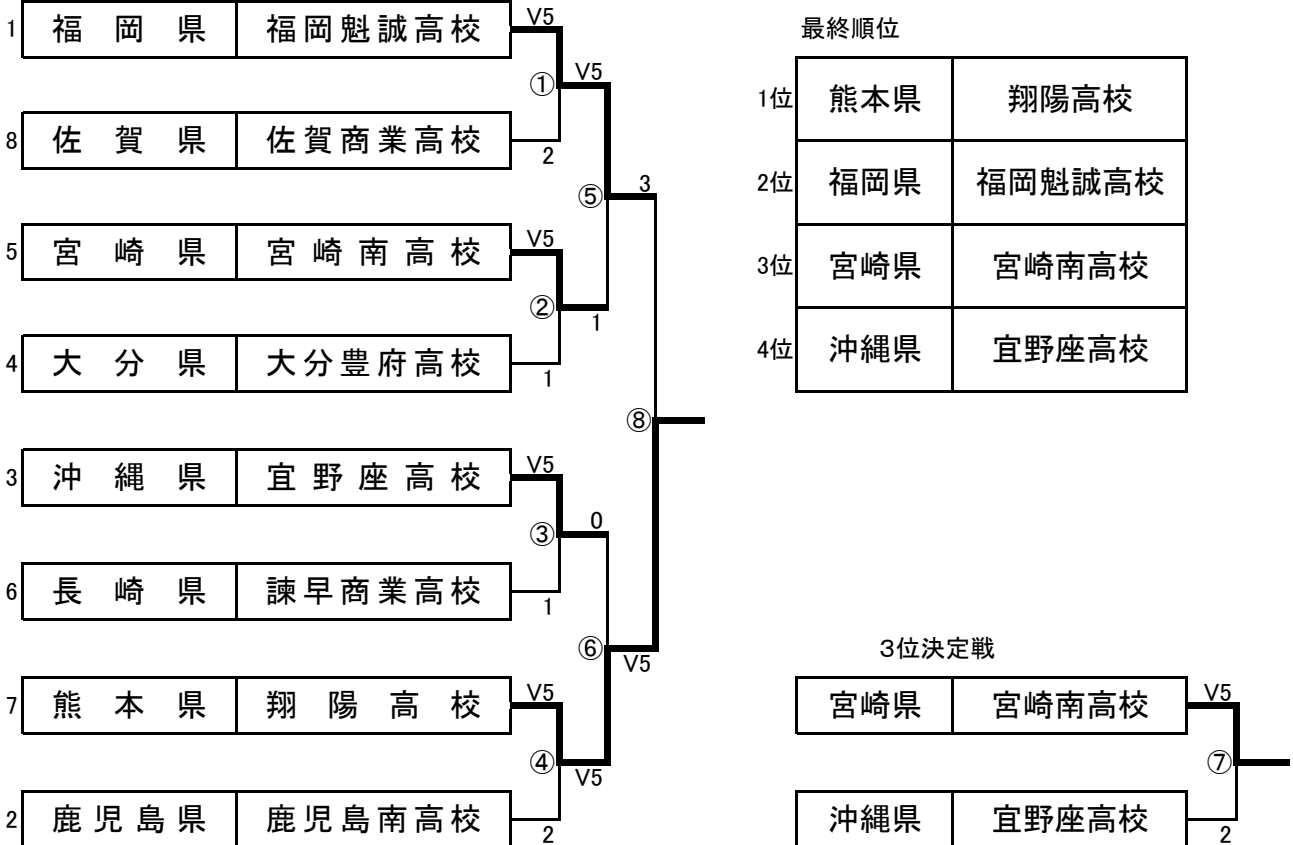 1 福岡県 福岡魁誠高校 V5
① V5
8 佐賀県 佐賀商業高校 2
⑤ 3
5 宮崎県 宮崎南高校 V5
② 1
4 大分県 大分豊府高校 1
⑧
3 沖縄県 宜野座高校 V5
③ 0
6 長崎県 諫早商業高校 1
⑥ V5
7 熊本県 翔陽高校 V5
④ V5
2 鹿児島県 鹿児島南高校 2
最終順位
1位 熊本県 翔陽高校
2位 福岡県 福岡魁誠高校
3位 宮崎県 宮崎南高校
4位 沖縄県 宜野座高校
3位決定戦
宮崎県 宮崎南高校 V5
⑦
沖縄県 宜野座高校 2